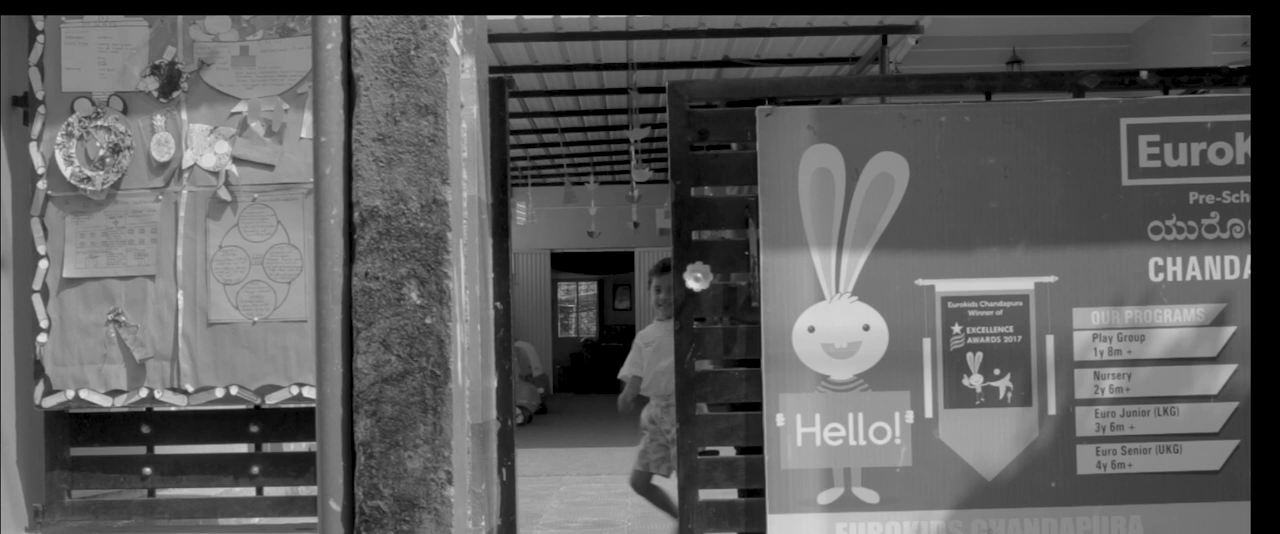 EuroK
Pre-Sch
ಯುರೋ
CHANDA
Eurokids Chandapura
Winner of
EXCELLENCE
AWARDS 2017
OUR PROGRAMS
Play Group
1y 8m +
Nursery
2y 6m+
Euro Junior (LKG)
3y 6m +
Euro Senior (UKG)
4y 6m+
Hello!
EUROKIDS CHANDAPURA